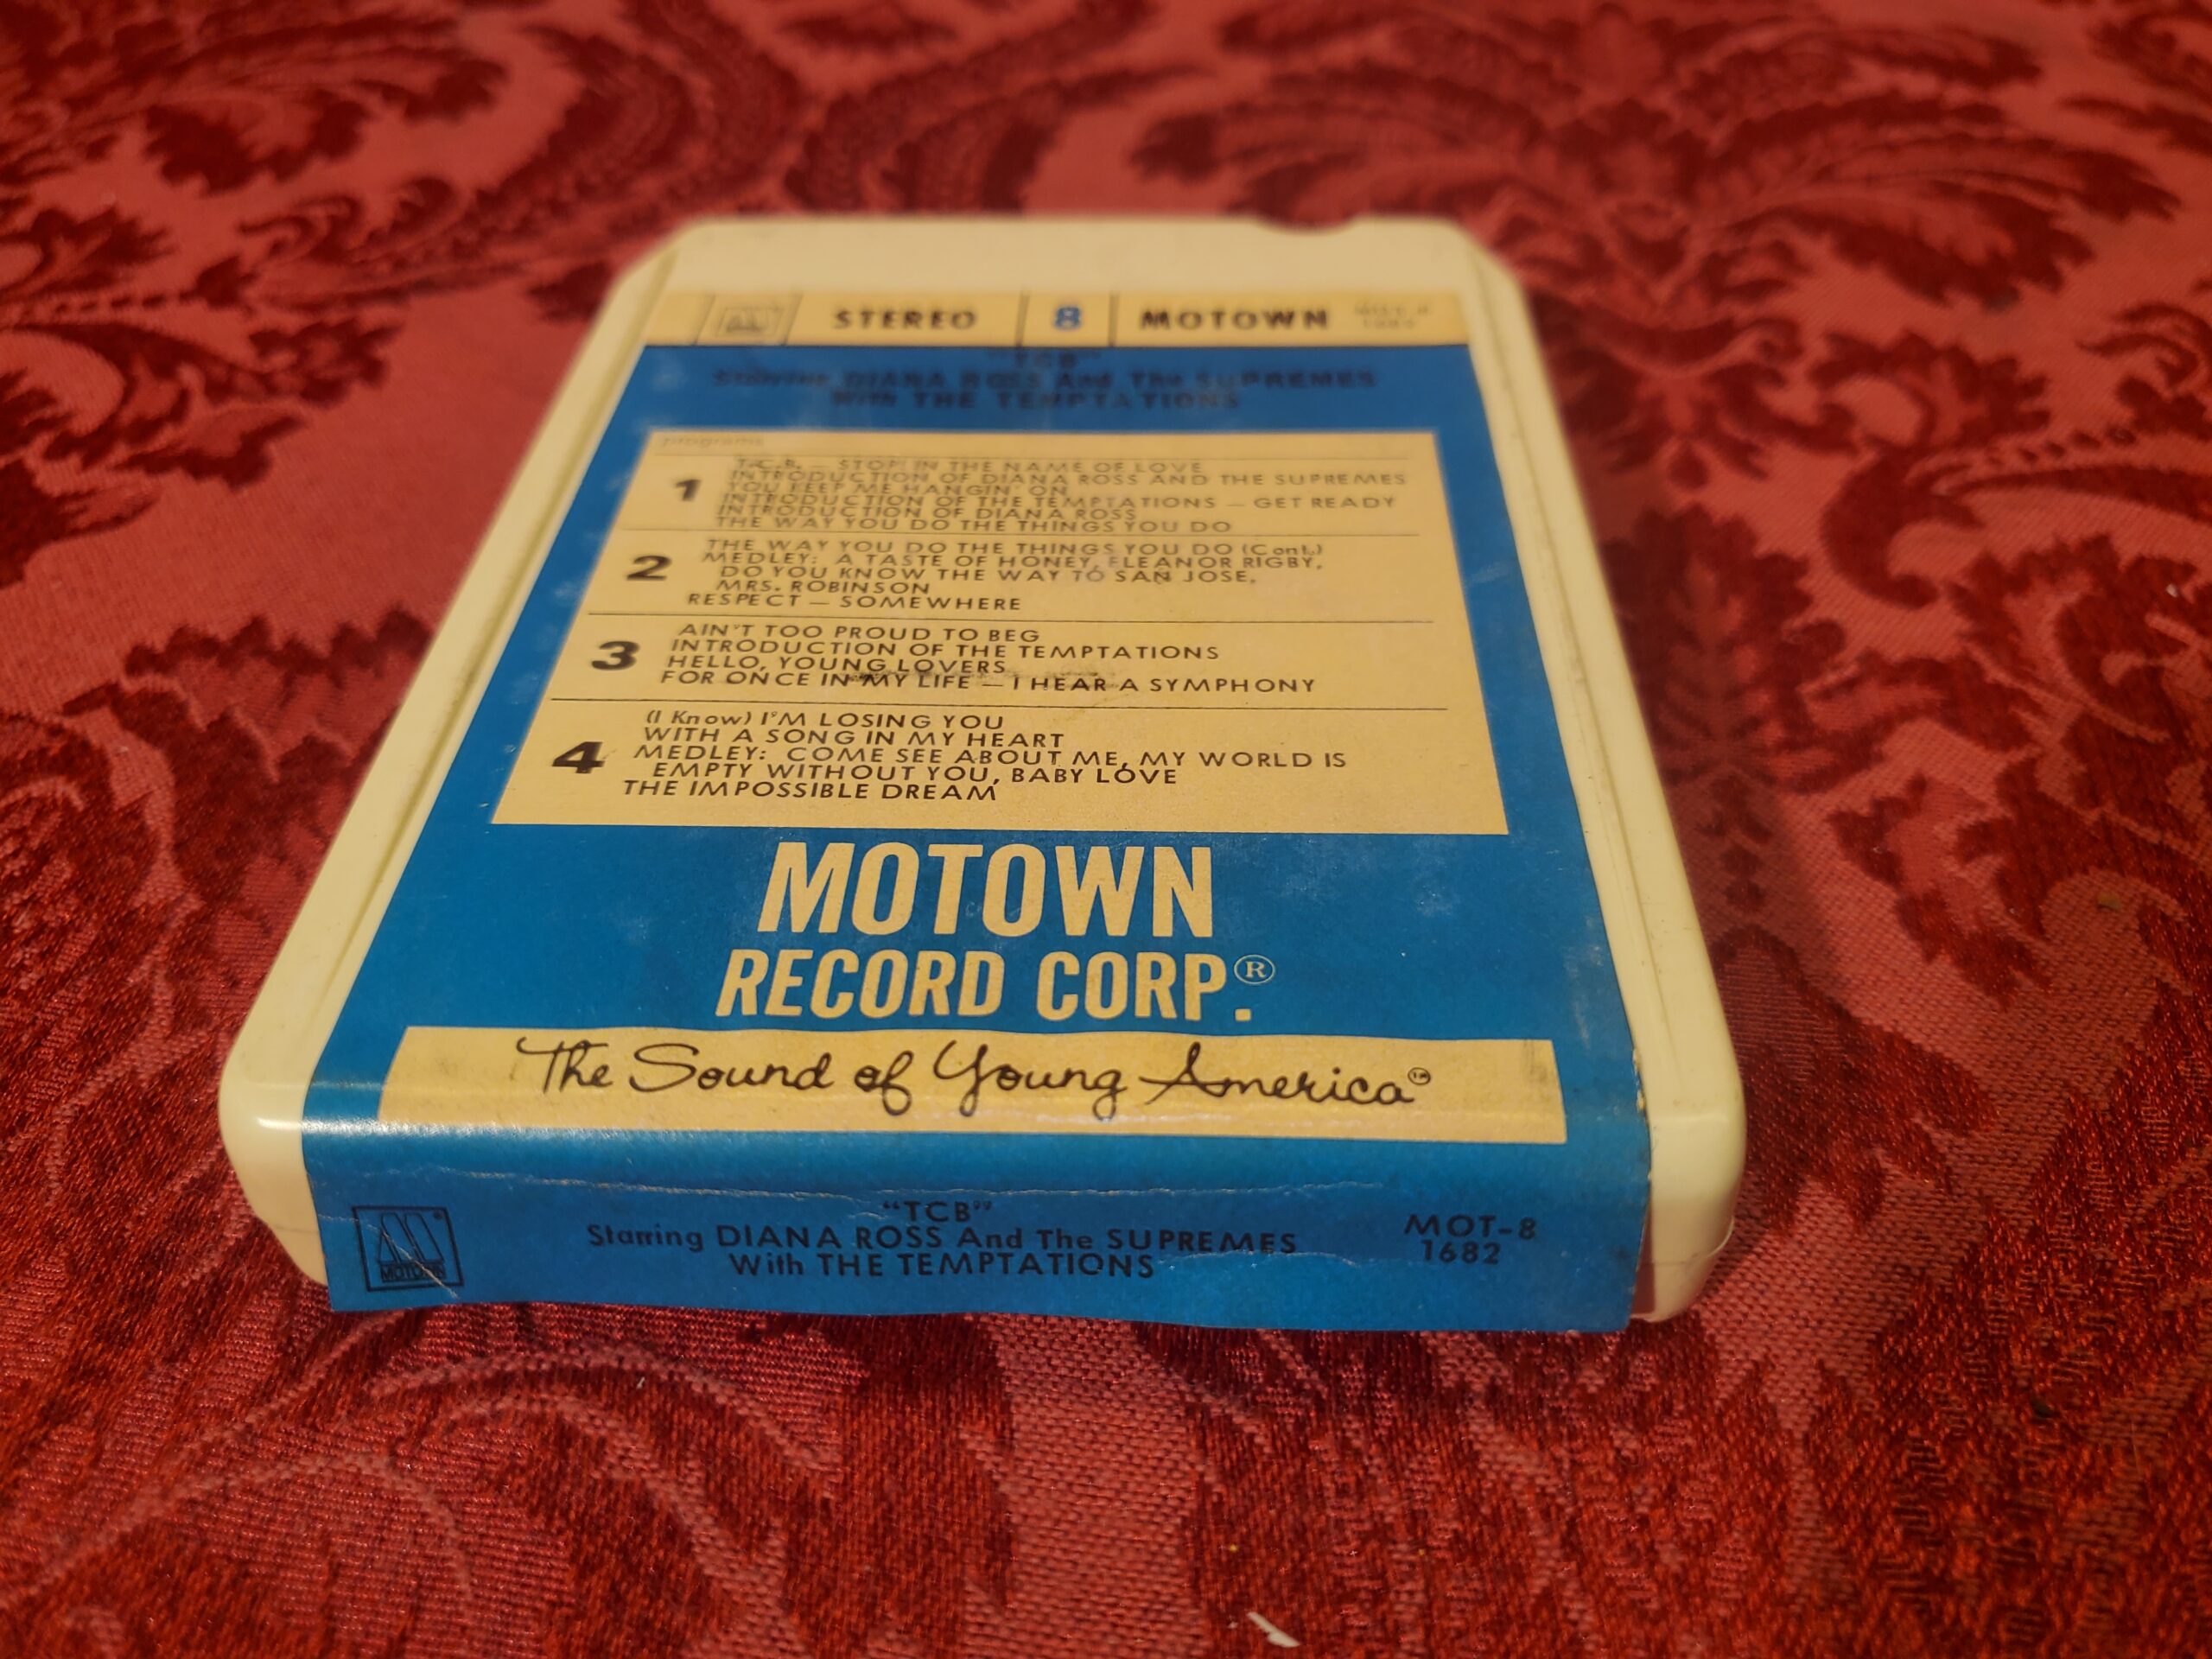 STEREO 8 MOTOWN
"TCB"
Starring DIANA ROSS And The SUPREMES
With THE TEMPTATIONS
programs
1
T.C.B. — STOP! IN THE NAME OF LOVE
INTRODUCTION OF DIANA ROSS AND THE SUPREMES
YOU KEEP ME HANGIN' ON
INTRODUCTION OF THE TEMPTATIONS — GET READY
INTRODUCTION OF DIANA ROSS
THE WAY YOU DO THE THINGS YOU DO
2
THE WAY YOU DO THE THINGS YOU DO (Cont.)
MEDLEY: A TASTE OF HONEY, ELEANOR RIGBY,
DO YOU KNOW THE WAY TO SAN JOSE,
MRS. ROBINSON
RESPECT — SOMEWHERE
3
AIN'T TOO PROUD TO BEG
INTRODUCTION OF THE TEMPTATIONS
HELLO, YOUNG LOVERS
FOR ONCE IN MY LIFE — I HEAR A SYMPHONY
4
(I Know) I'M LOSING YOU
WITH A SONG IN MY HEART
MEDLEY: COME SEE ABOUT ME, MY WORLD IS
EMPTY WITHOUT YOU, BABY LOVE
THE IMPOSSIBLE DREAM
MOTOWN
RECORD CORP.®
The Sound of Young America™
"TCB"
Starring DIANA ROSS And The SUPREMES
With THE TEMPTATIONS
MOT-8
1682
MOTOWN